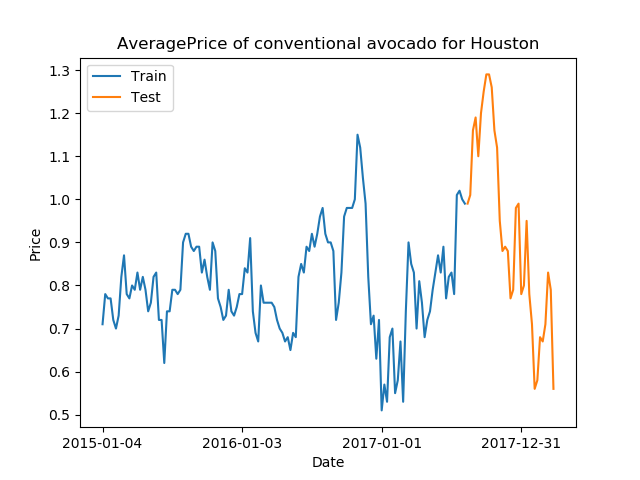 AveragePrice of conventional avocado for Houston
Train
Test
Price
1.3
1.2
1.1
1.0
0.9
0.8
0.7
0.6
0.5
2015-01-04
2016-01-03
2017-01-01
2017-12-31
Date